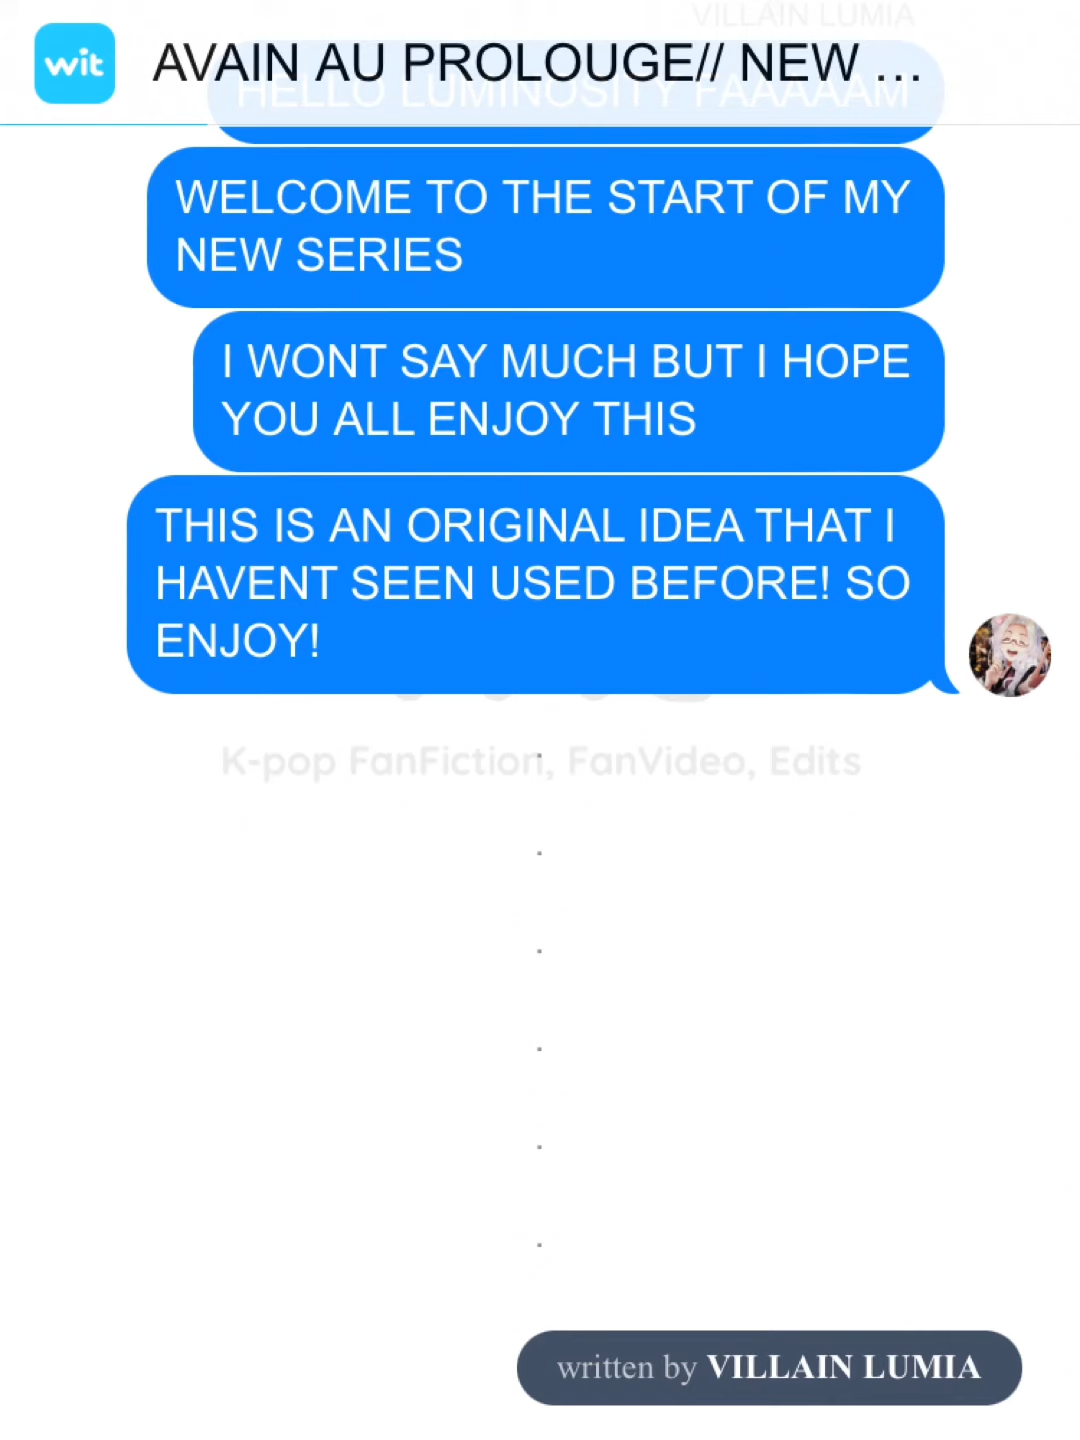 VILLAIN LUMIA
wit
AVAIN AU PROLOUGE// NEW ...
HELLO LUMINOSITY FAAAAAM
WELCOME TO THE START OF MY
NEW SERIES
I WONT SAY MUCH BUT I HOPE
YOU ALL ENJOY THIS
THIS IS AN ORIGINAL IDEA THAT I
HAVENT SEEN USED BEFORE! SO
ENJOY!
K-pop FanFiction, FanVideo, Edits
.
.
.
.
.
.
written by VILLAIN LUMIA